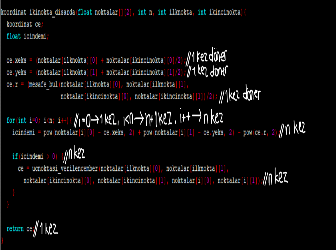 koordinat ikinokta_disarda(float noktalar[][2], int n, int ilknokta, int ikincinokta){
koordinat ce;
float icindemi;
ce.xekn = (noktalar[ilknokta][0] + noktalar[ikincinokta][0])/2; //1 kez döner
ce.yekn = (noktalar[ilknokta][1] + noktalar[ikincinokta][1])/2; //1 kez döner
ce.r = (mesafe_bul(noktalar[ilknokta][0], noktalar[ilknokta][1],
noktalar[ikincinokta][0], noktalar[ikincinokta][1])/2); //1 kez döner
for(int i=0; i<n; i++){ //i=0→1 kez, i<n→n+1 kez, i++→n kez
icindemi = pow(noktalar[i][0] - ce.xekn, 2) + pow(noktalar[i][1] - ce.yekn, 2) - pow(ce.r, 2); //n kez
if(icindemi > 0){ //n kez
ce = ucnoktasi_verilencember(noktalar[ilknokta][0], noktalar[ilknokta][1],
noktalar[ikincinokta][0], noktalar[ikincinokta][1], noktalar[i][0], noktalar[i][1]); //n kez
}
}
return ce; //1 kez
}